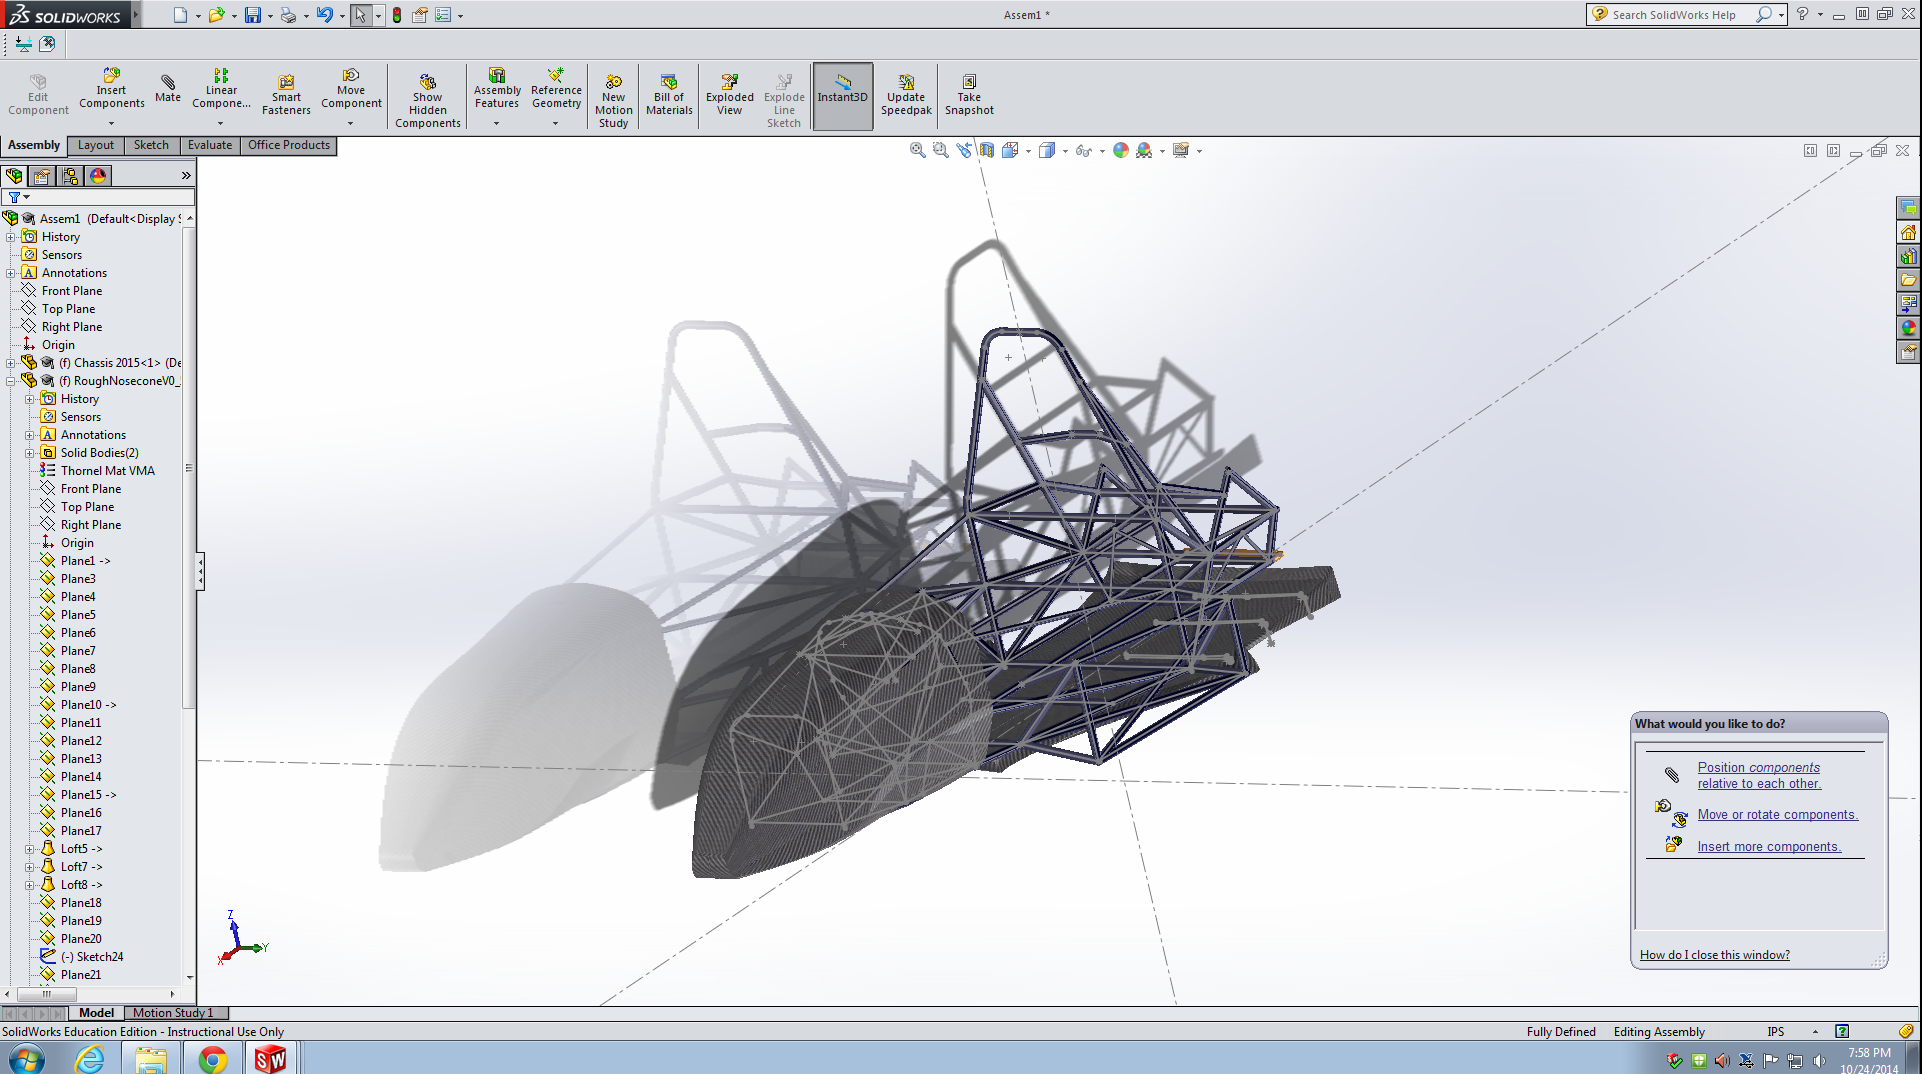 SOLIDWORKS
Assem1 *
Search SolidWorks Help
Edit
Component
Insert
Components
Mate
Linear
Compone...
Smart
Fasteners
Move
Component
Show
Hidden
Components
Assembly
Features
Reference
Geometry
New
Motion
Study
Bill of
Materials
Exploded
View
Explode
Line
Sketch
Instant3D
Update
Speedpak
Take
Snapshot
Assembly
Layout
Sketch
Evaluate
Office Products
Assem1 (Default<Display S
History
Sensors
Annotations
Front Plane
Top Plane
Right Plane
Origin
(f) Chassis 2015<1> (De
(f) RoughNoseconeV0_
History
Sensors
Annotations
Solid Bodies(2)
Thornel Mat VMA
Front Plane
Top Plane
Right Plane
Origin
Plane1 ->
Plane3
Plane4
Plane5
Plane6
Plane7
Plane8
Plane9
Plane10 ->
Plane11
Plane12
Plane13
Plane14
Plane15 ->
Plane16
Plane17
Loft5 ->
Loft7 ->
Loft8 ->
Plane18
Plane19
Plane20
(-) Sketch24
Plane21
Z
Y
X
What would you like to do?
Position components
relative to each other.
Move or rotate components.
Insert more components.
How do I close this window?
Model
Motion Study 1
SolidWorks Education Edition - Instructional Use Only
Fully Defined
Editing Assembly
IPS
SW
7:58 PM
10/24/2014